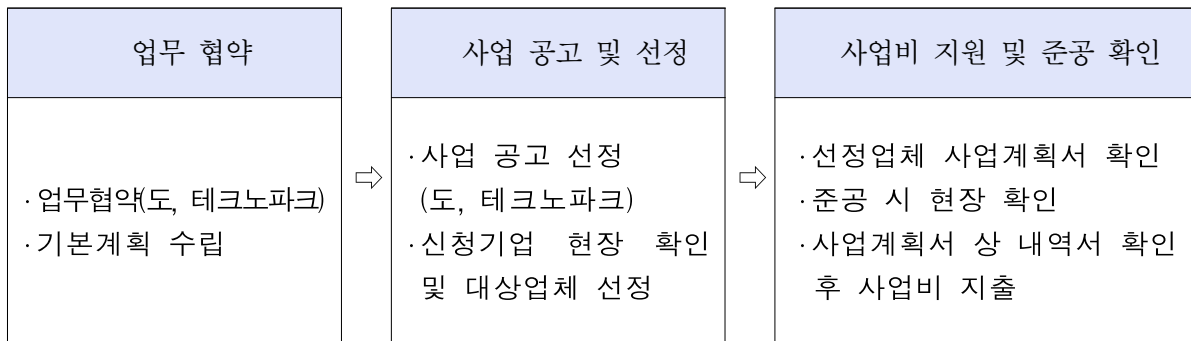 업무 협약
· 업무협약(도, 테크노파크)
· 기본계획 수립
⇨
사업 공고 및 선정
· 사업 공고 선정
(도, 테크노파크)
· 신청기업 현장 확인
및 대상업체 선정
⇨
사업비 지원 및 준공 확인
· 선정업체 사업계획서 확인
· 준공 시 현장 확인
· 사업계획서 상 내역서 확인
후 사업비 지출